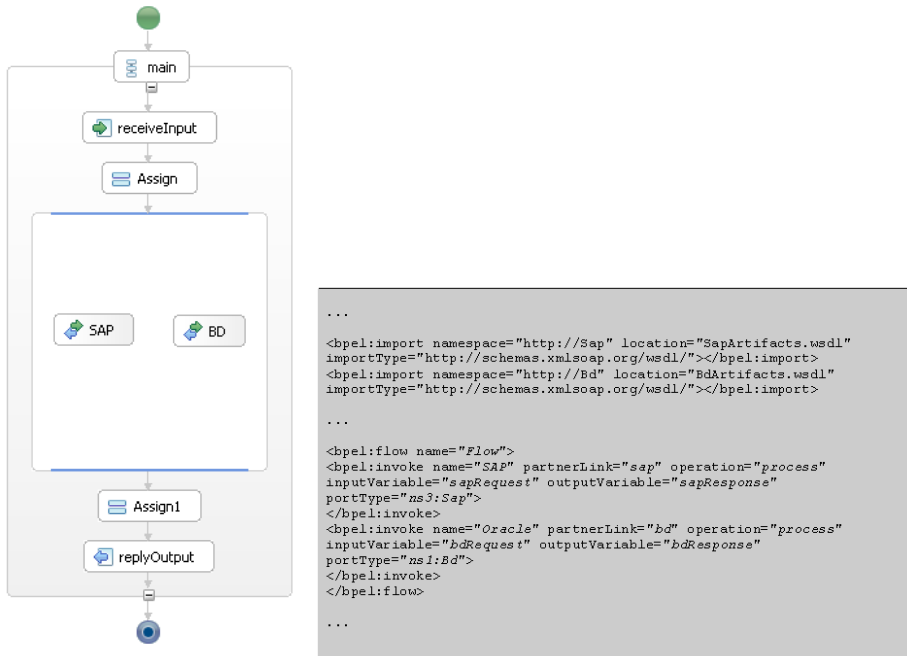 main
receiveInput
Assign
SAP
BD
Assign1
replyOutput
...
<bpel:import namespace="http://Sap" location="SapArtifacts.wsdl"
importType="http://schemas.xmlsoap.org/wsdl/"></bpel:import>
<bpel:import namespace="http://Bd" location="BdArtifacts.wsdl"
importType="http://schemas.xmlsoap.org/wsdl/"></bpel:import>
...
<bpel:flow name="Flow">
<bpel:invoke name="SAP" partnerLink="sap" operation="process"
inputVariable="sapRequest" outputVariable="sapResponse"
portType="ns3:Sap">
</bpel:invoke>
<bpel:invoke name="Oracle" partnerLink="bd" operation="process"
inputVariable="bdRequest" outputVariable="bdResponse"
portType="ns1:Bd">
</bpel:invoke>
</bpel:flow>
...